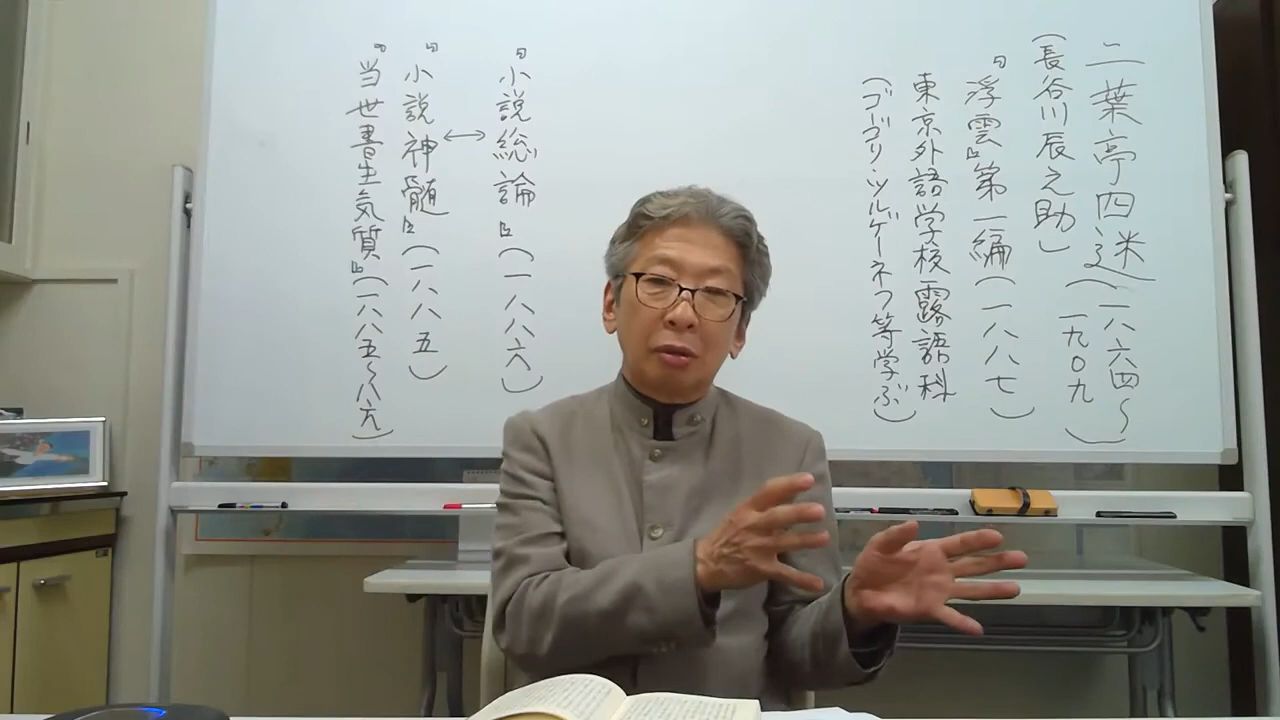 二葉亭四迷(一八六四〜
一九〇九)
(長谷川辰之助)
『浮雲』第一編(一八八七)
東京外語学校露語科
(ゴーゴリ・ツルゲーネフ等学ぶ)
『小説総論』(一八八六)
↔
『小説神髄』(一八八五)
『当世書生気質』(一八八五〜八六)